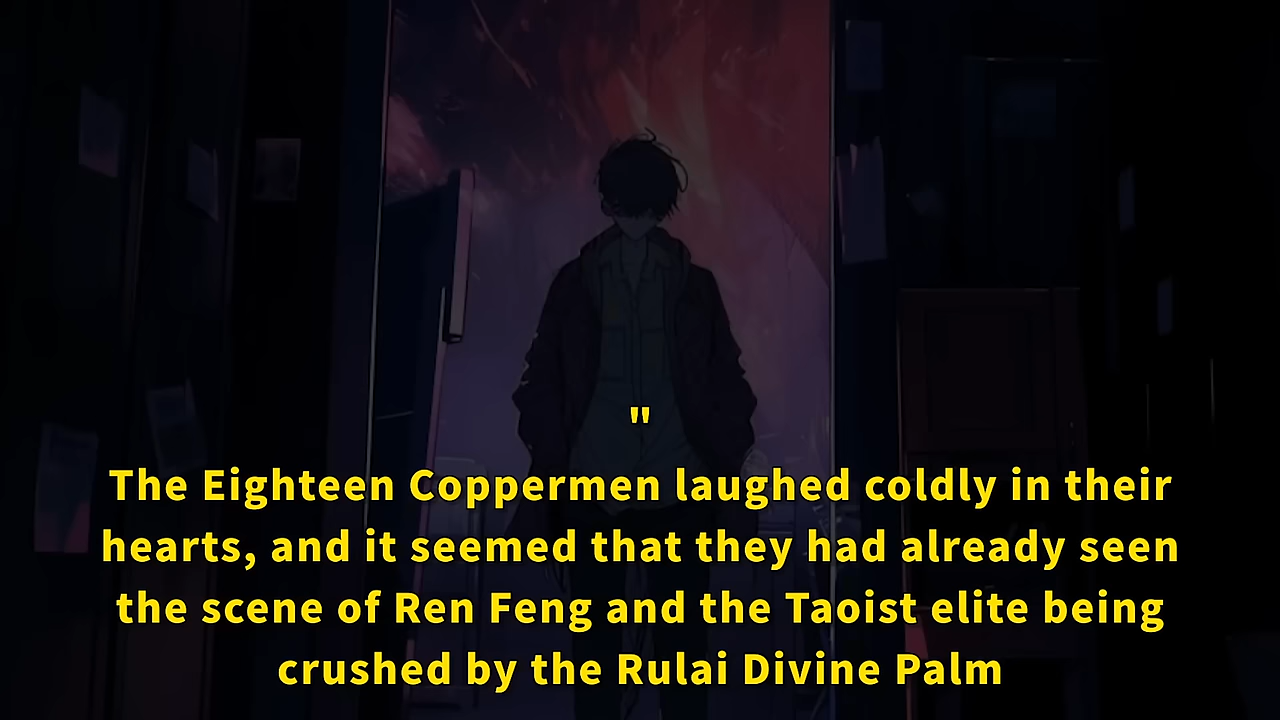 "
The Eighteen Coppermen laughed coldly in their
hearts, and it seemed that they had already seen
the scene of Ren Feng and the Taoist elite being
crushed by the Rulai Divine Palm